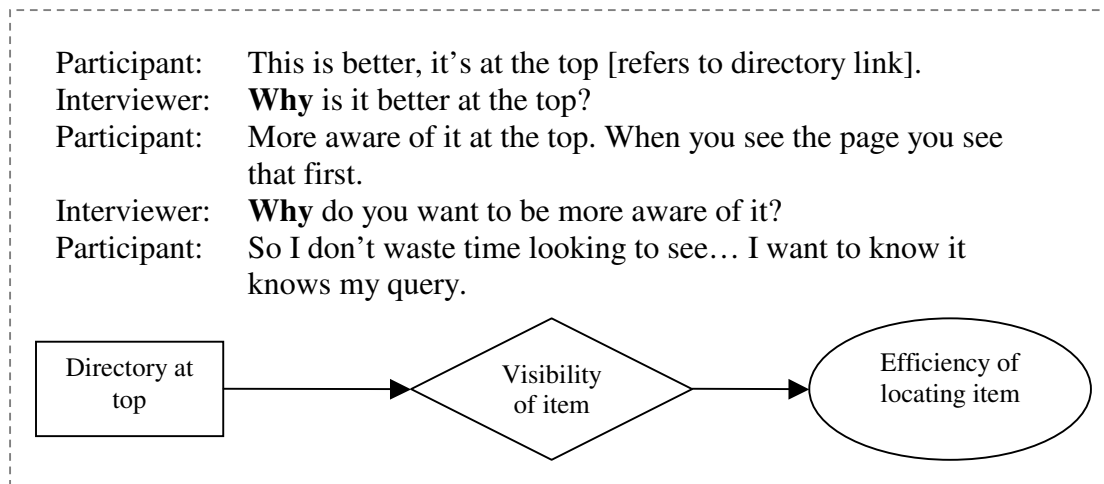 Participant: This is better, it’s at the top [refers to directory link].
Interviewer: Why is it better at the top?
Participant: More aware of it at the top. When you see the page you see
that first.
Interviewer: Why do you want to be more aware of it?
Participant: So I don’t waste time looking to see… I want to know it
knows my query.
Directory at
top
Visibility
of item
Efficiency of
locating item